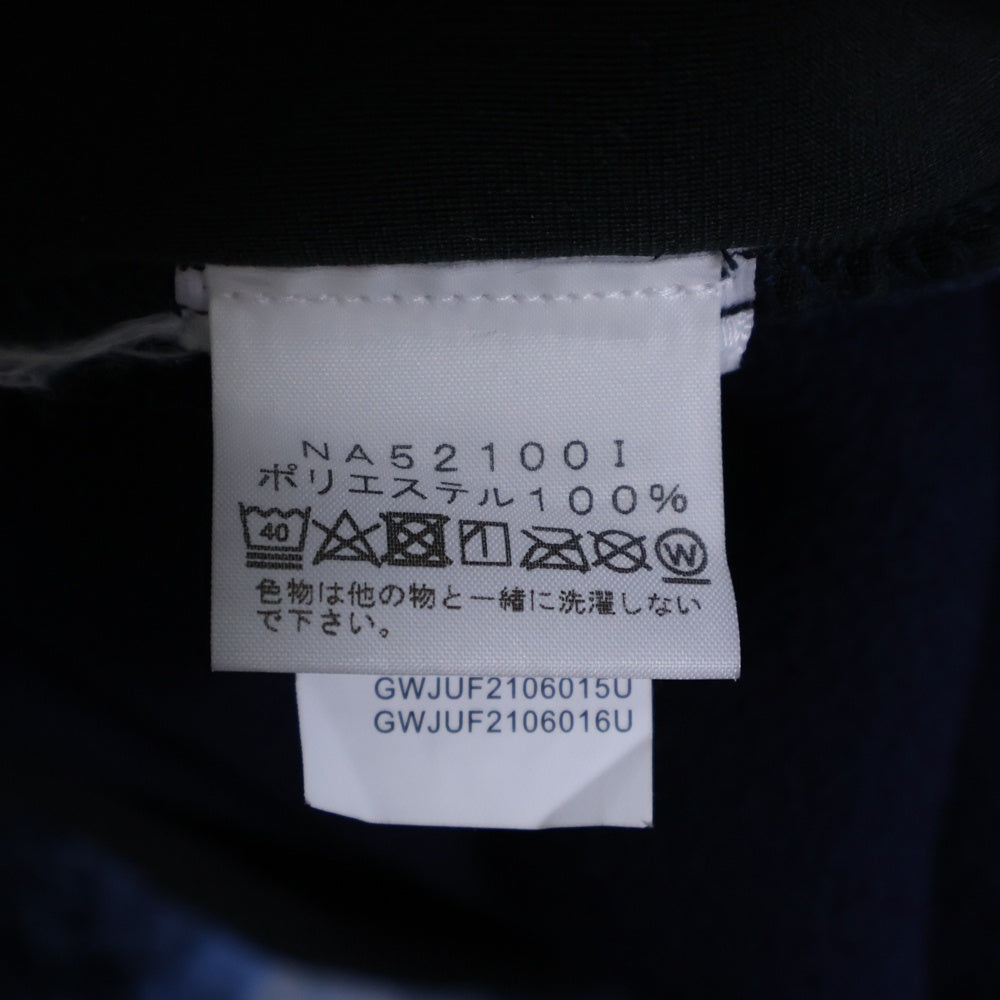 NA52100I
ポリエステル100%
40 W
色物は他の物と一緒に洗濯しない
で下さい。
GWJUF2106015U
GWJUF2106016U